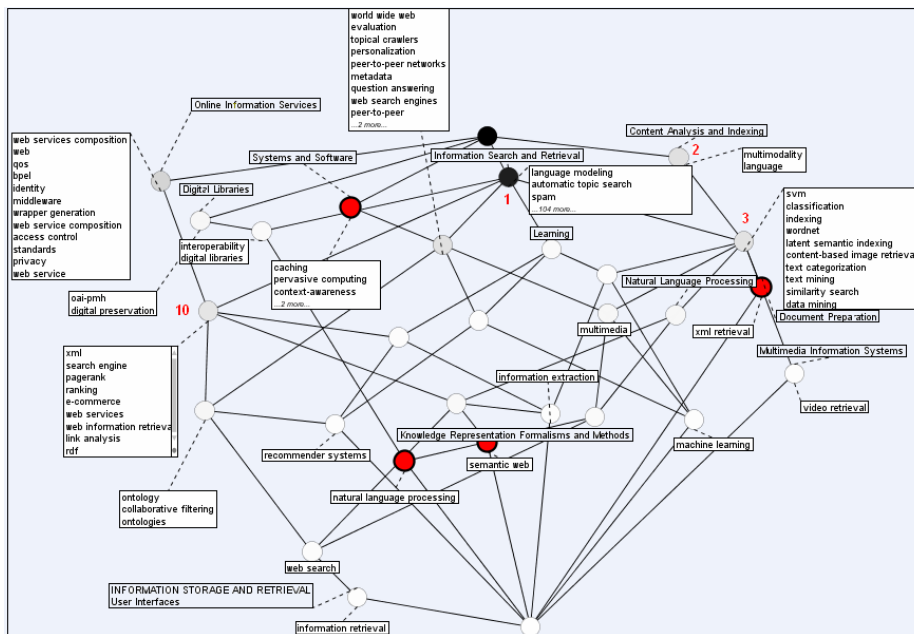 world wide web
evaluation
topical crawlers
personalization
peer-to-peer networks
metadata
question answering
web search engines
peer-to-peer
...2 more...
Online Information Services
Content Analysis and Indexing
2
web services composition
web
qos
bpel
identity
middleware
wrapper generation
web service composition
access control
standards
privacy
web service
Systems and Software
Information Search and Retrieval
multimodality
language
language modeling
automatic topic search
spam
...104 more...
1
Digital Libraries
svm
classification
indexing
wordnet
latent semantic indexing
content-based image retrieval
text categorization
text mining
similarity search
data mining
3
Learning
interoperability
digital libraries
caching
pervasive computing
context-awareness
...2 more...
Natural Language Processing
oai-pmh
digital preservation
10
Document Preparation
multimedia
xml retrieval
xml
search engine
pagerank
ranking
e-commerce
web services
web information retrieva
link analysis
rdf
Multimedia Information Systems
information extraction
video retrieval
Knowledge Representation Formalisms and Methods
machine learning
recommender systems
semantic web
natural language processing
ontology
collaborative filtering
ontologies
web search
INFORMATION STORAGE AND RETRIEVAL
User Interfaces
information retrieval